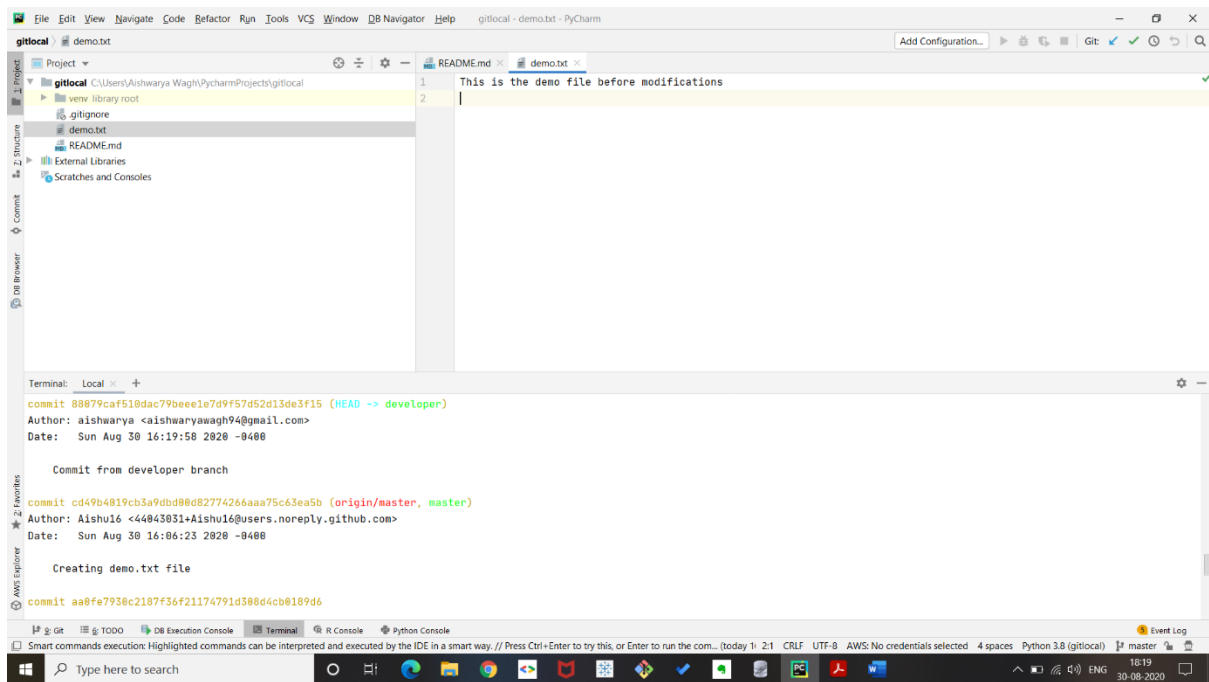 File Edit View Navigate Code Refactor Run Tools VCS Window DB Navigator Help gitlocal - demo.txt - PyCharm
gitlocal demo.txt Add Configuration... Git:
Project README.md demo.txt
1: Project
gitlocal C:\Users\Aishwarya Wagh\PycharmProjects\gitlocal 1 This is the demo file before modifications
venv library root 2
.gitignore
demo.txt
README.md
External Libraries
Scratches and Consoles
Z: Structure
Commit
DB Browser
Terminal: Local +
commit 88079caf510dac79beee1e7d9f57d52d13de3f15 (HEAD -> developer)
Author: aishwarya <aishwaryawagh94@gmail.com>
Date: Sun Aug 30 16:19:58 2020 -0400
Commit from developer branch
commit cd49b4019cb3a9dbd00d82774266aaa75c63ea5b (origin/master, master)
Author: Aishu16 <44043031+Aishu16@users.noreply.github.com>
Date: Sun Aug 30 16:06:23 2020 -0400
Creating demo.txt file
commit aa0fe7930c2187f36f21174791d308d4cb0189d6
2: Favorites
AWS Explorer
9: Git 6: TODO DB Execution Console Terminal R Console Python Console 5 Event Log
Smart commands execution: Highlighted commands can be interpreted and executed by the IDE in a smart way. // Press Ctrl+Enter to try this, or Enter to run the com... (today 1 2:1 CRLF UTF-8 AWS: No credentials selected 4 spaces Python 3.8 (gitlocal) master
Type here to search ENG 18:19
30-08-2020